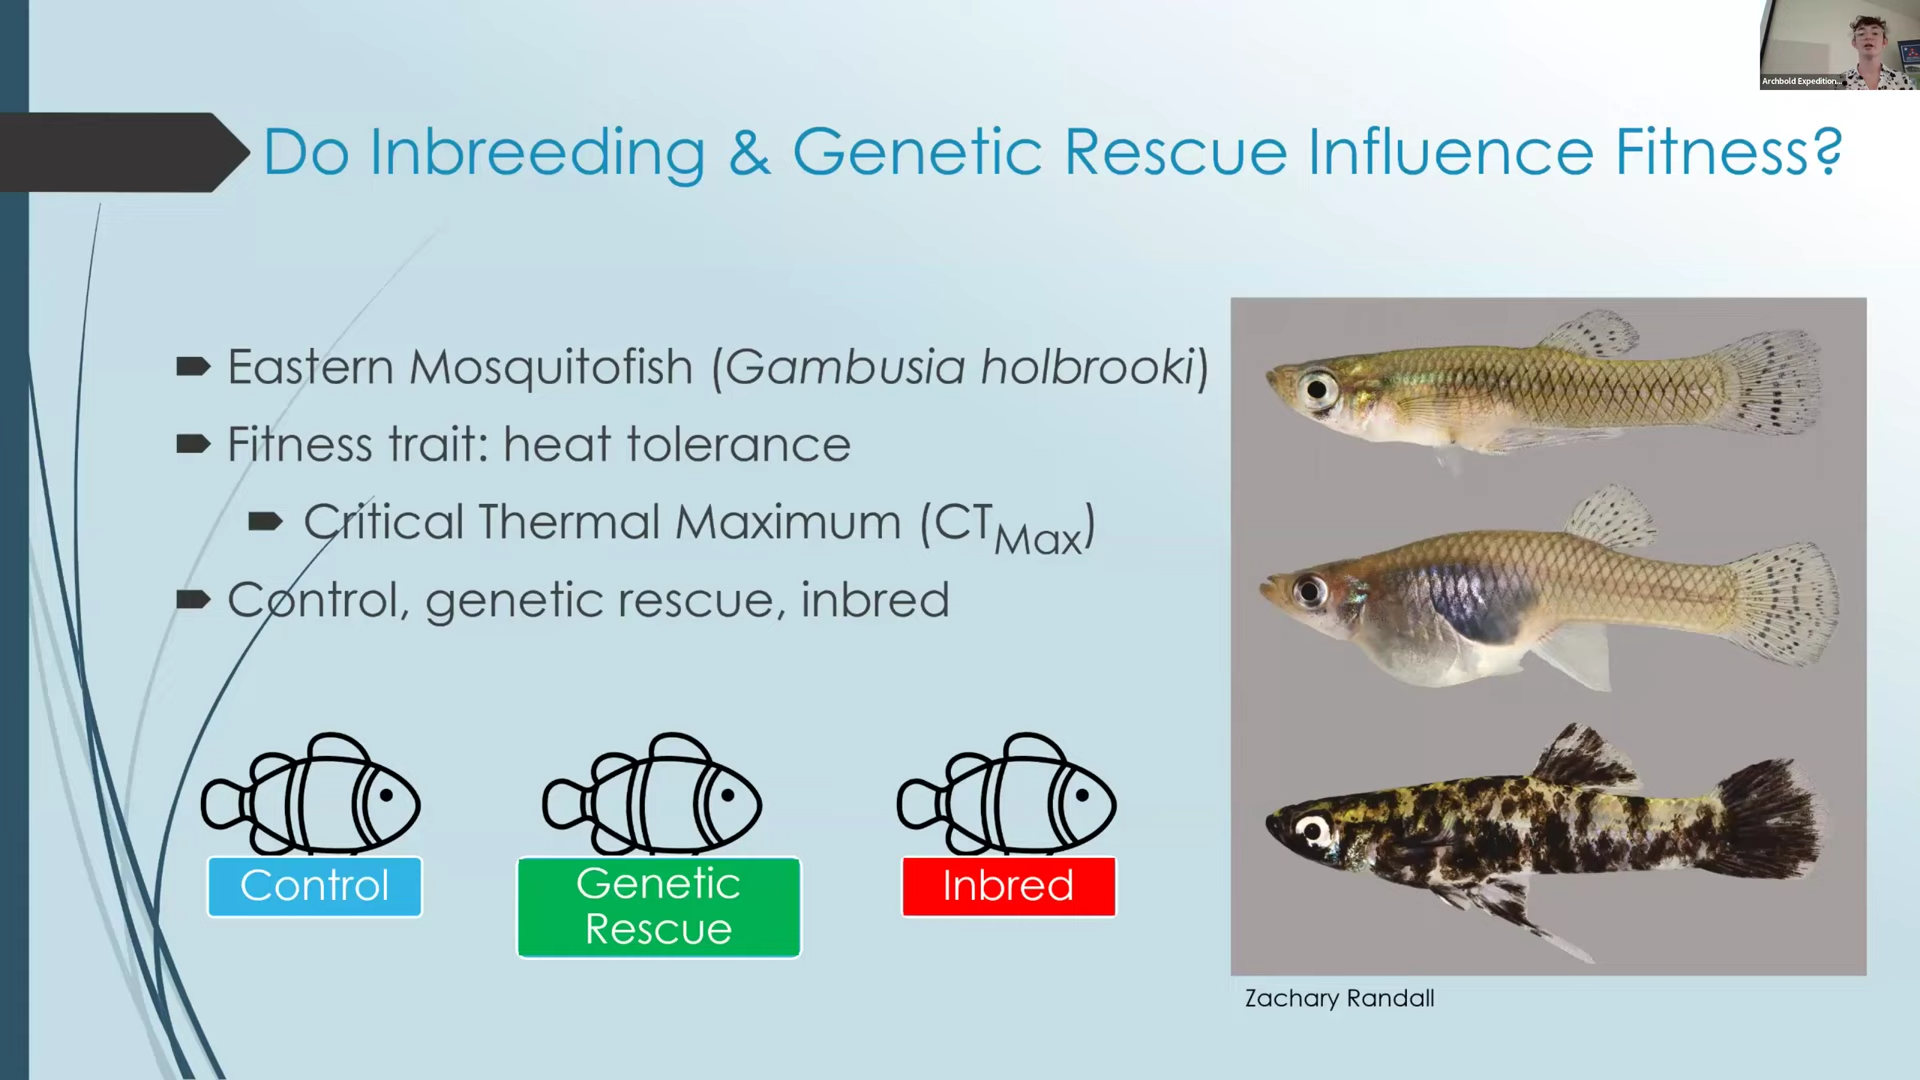 Archbold Expedition...
Do Inbreeding & Genetic Rescue Influence Fitness?
Eastern Mosquitofish (Gambusia holbrooki)
Fitness trait: heat tolerance
Critical Thermal Maximum (CTMax)
Control, genetic rescue, inbred
Control
Genetic
Rescue
Inbred
Zachary Randall